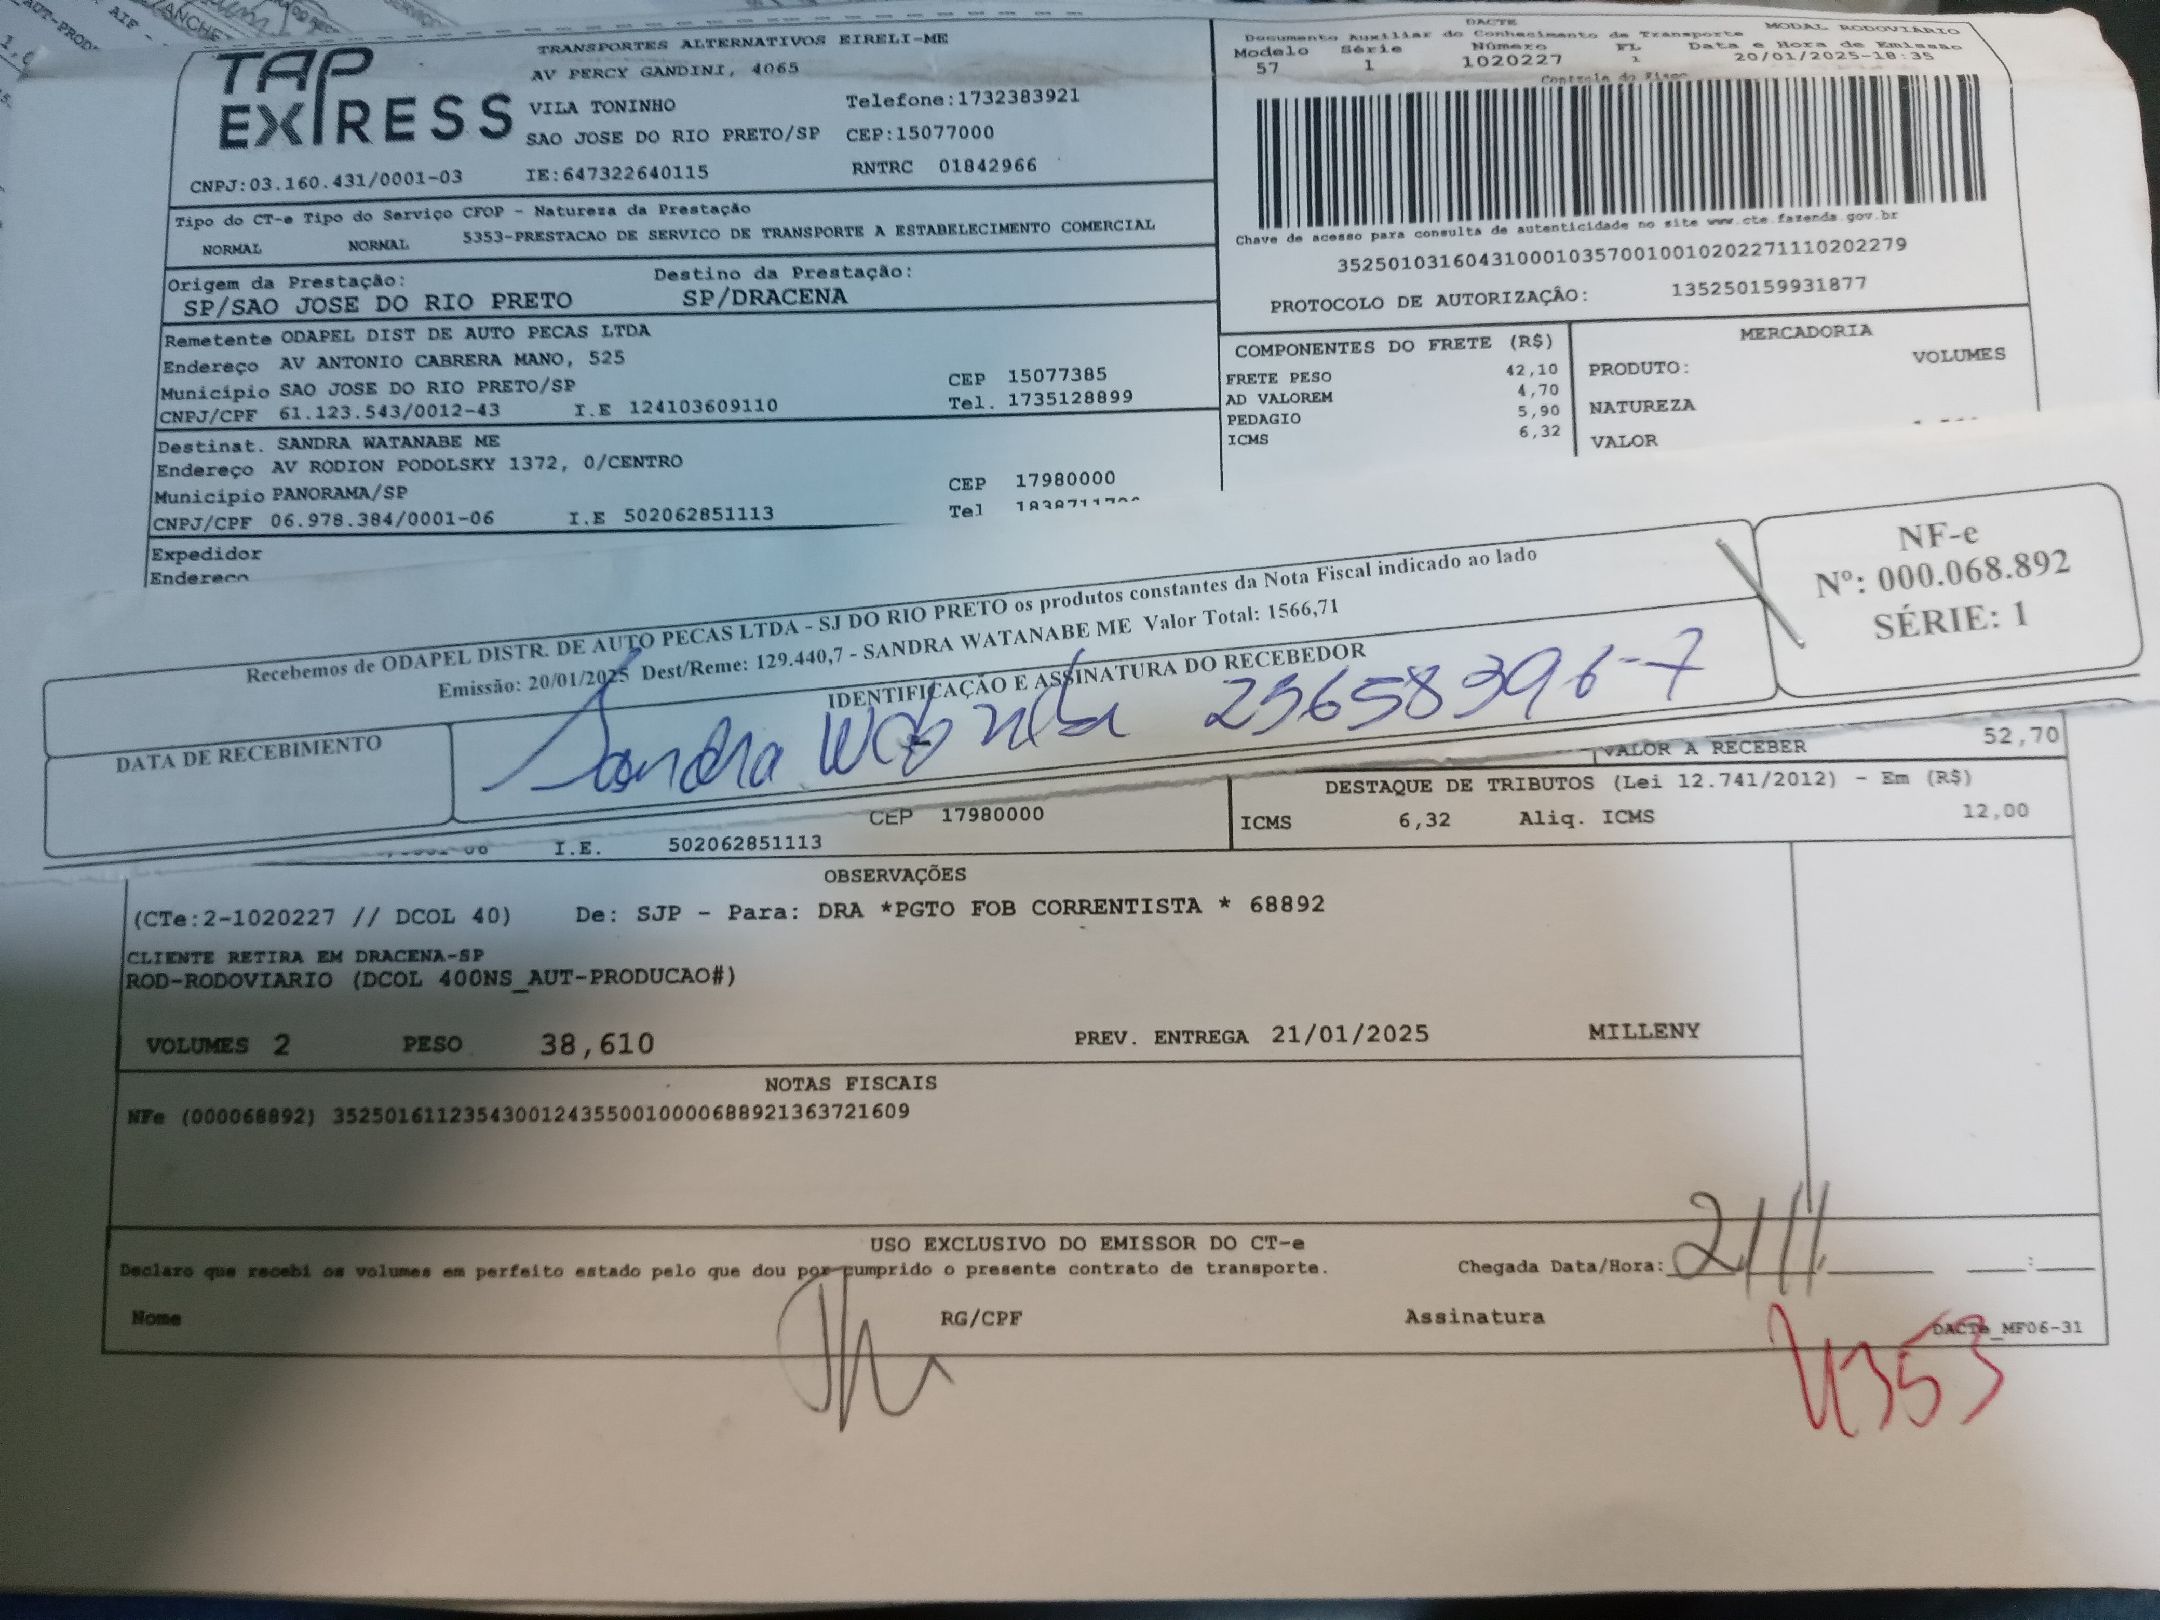 TAP EXPRESS
TRANSPORTES ALTERNATIVOS EIRELI-ME
AV PERCY GANDINI, 4065
VILA TONINHO Telefone:1732383921
SAO JOSE DO RIO PRETO/SP CEP:15077000
CNPJ:03.160.431/0001-03 IE:647322640115 RNTRC 01842966
DACTE MODAL RODOVIÁRIO
Documento Auxiliar do Conhecimento de Transporte
Modelo Série Número FL Data e Hora de Emissão
57 1 1020227 1 20/01/2025-18:35
Controle do Fisco
Chave de acesso para consulta de autenticidade no site www.cte.fazenda.gov.br
35250103160431000103570010010202271110202279
PROTOCOLO DE AUTORIZAÇÃO: 135250159931877
Tipo do CT-e Tipo do Serviço CFOP - Natureza da Prestação
NORMAL NORMAL 5353-PRESTACAO DE SERVICO DE TRANSPORTE A ESTABELECIMENTO COMERCIAL
Origem da Prestação: Destino da Prestação:
SP/SAO JOSE DO RIO PRETO SP/DRACENA
Remetente ODAPEL DIST DE AUTO PECAS LTDA
Endereço AV ANTONIO CABRERA MANO, 525
Município SAO JOSE DO RIO PRETO/SP CEP 15077385
CNPJ/CPF 61.123.543/0012-43 I.E 124103609110 Tel. 1735128899
Destinat. SANDRA WATANABE ME
Endereço AV RODION PODOLSKY 1372, 0/CENTRO
Município PANORAMA/SP CEP 17980000
CNPJ/CPF 06.978.384/0001-06 I.E 502062851113 Tel
Expedidor
Endereço
COMPONENTES DO FRETE (R$)
FRETE PESO 42,10
AD VALOREM 4,70
PEDAGIO 5,90
ICMS 6,32
MERCADORIA
PRODUTO: VOLUMES
NATUREZA
VALOR
Recebemos de ODAPEL DISTR. DE AUTO PECAS LTDA - SJ DO RIO PRETO os produtos constantes da Nota Fiscal indicado ao lado
Emissão: 20/01/2025 Dest/Reme: 129.440,7 - SANDRA WATANABE ME Valor Total: 1566,71
DATA DE RECEBIMENTO
IDENTIFICAÇÃO E ASSINATURA DO RECEBEDOR
Sandra Watanabe 23658396-7
NF-e
Nº: 000.068.892
SÉRIE: 1
VALOR A RECEBER 52,70
DESTAQUE DE TRIBUTOS (Lei 12.741/2012) - Em (R$)
ICMS 6,32 Aliq. ICMS 12,00
CEP 17980000
I.E. 502062851113
OBSERVAÇÕES
(CTe:2-1020227 // DCOL 40) De: SJP - Para: DRA *PGTO FOB CORRENTISTA * 68892
CLIENTE RETIRA EM DRACENA-SP
ROD-RODOVIARIO (DCOL 400NS_AUT-PRODUCAO#)
VOLUMES 2 PESO 38,610 PREV. ENTREGA 21/01/2025 MILLENY
NOTAS FISCAIS
NFe (000068892) 35250161123543001243550010000688921363721609
USO EXCLUSIVO DO EMISSOR DO CT-e
Declaro que recebi os volumes em perfeito estado pelo que dou por cumprido o presente contrato de transporte. Chegada Data/Hora: 21/1
Nome RG/CPF Assinatura
DACTe_MF06-31